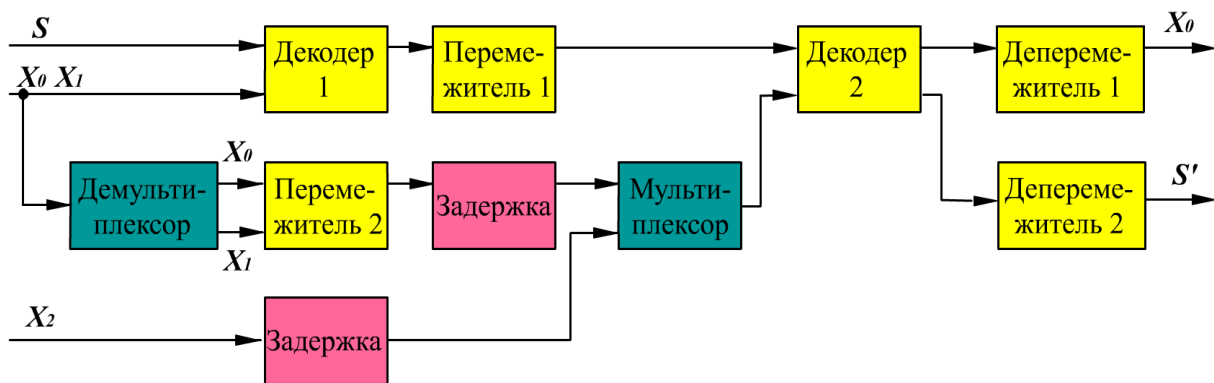 S
X0 X1
Декодер
1
Переме-
житель 1
Декодер
2
Депереме-
житель 1
X0
Демульти-
плексор
X0
X1
Переме-
житель 2
Задержка
Мульти-
плексор
Депереме-
житель 2
S'
X2
Задержка